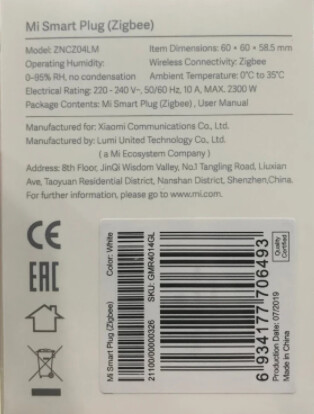 Mi Smart Plug (Zigbee)
Model: ZNCZ04LM
Item Dimensions: 60 × 60 × 58.5 mm
Operating Humidity:
Wireless Connectivity: Zigbee
0~95% RH, no condensation
Ambient Temperature: 0°C to 35°C
Electrical Rating: 220 - 240 V~, 50/60 Hz, 10 A, MAX. 2300 W
Package Contents: Mi Smart Plug (Zigbee) , User Manual
Manufactured for: Xiaomi Communications Co., Ltd.
Manufactured by: Lumi United Technology Co., Ltd.
( a Mi Ecosystem Company )
Address: 8th Floor, JinQi Wisdom Valley, No.1 Tangling Road, Liuxian
Ave, Taoyuan Residential District, Nanshan District, Shenzhen,China.
For further information, please go to www.mi.com.
CE
EAC
Mi Smart Plug (Zigbee)
Color: White
21100/00000326
SKU: GMR4014GL
6 934177 706493
Production Date: 07/2019
Made in China
Quality
Certified